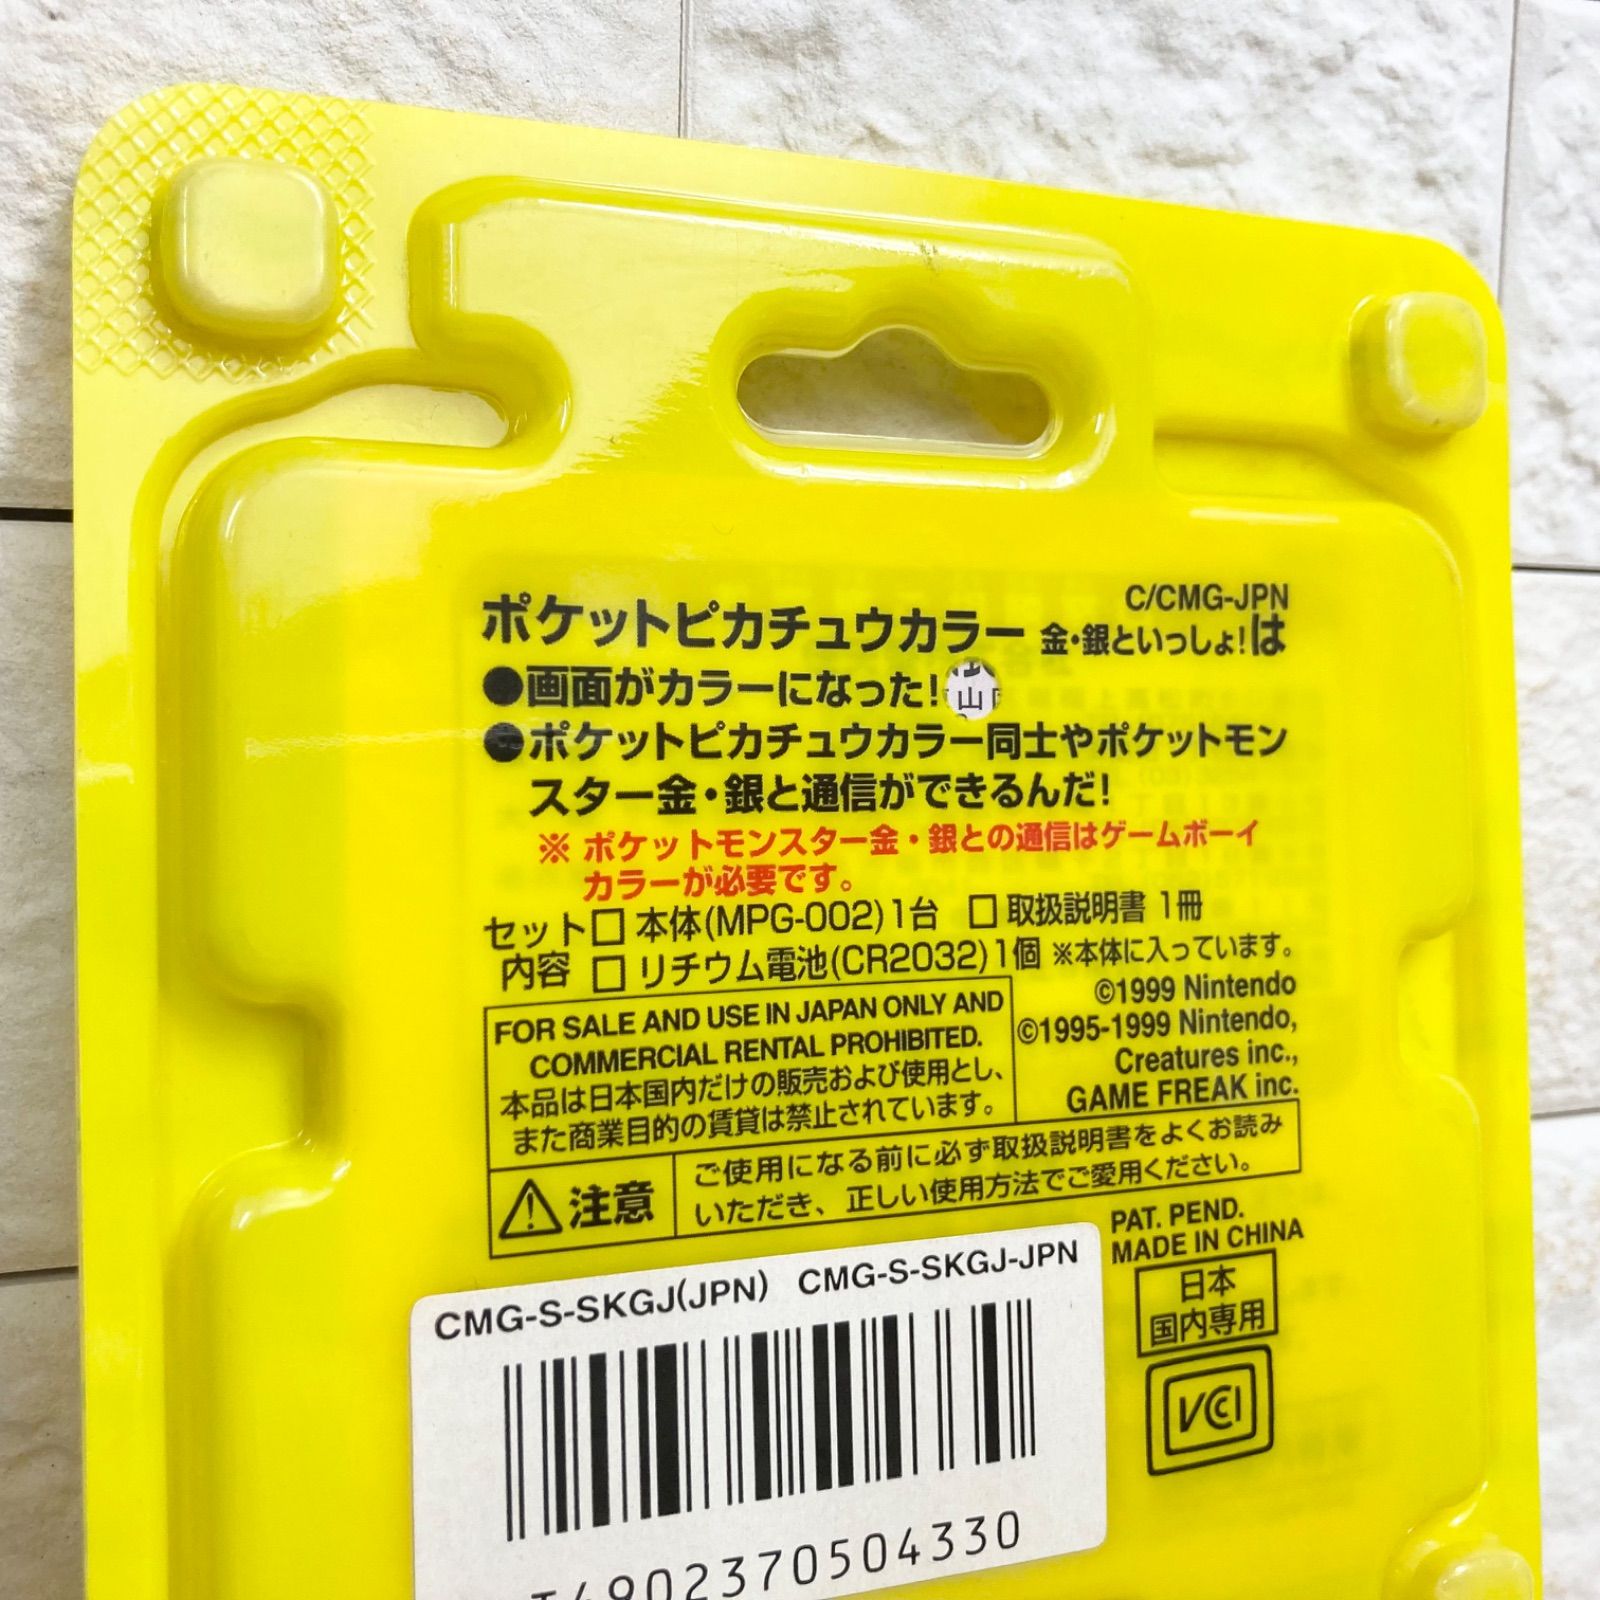 C/CMG-JPN
ポケットピカチュウカラー 金・銀といっしょ!は
●画面がカラーになった!
山
●ポケットピカチュウカラー同士やポケットモン
スター金・銀と通信ができるんだ!
※ ポケットモンスター金・銀との通信はゲームボーイ
カラーが必要です。
セット内容
□ 本体(MPG-002)1台 □ 取扱説明書 1冊
□ リチウム電池(CR2032)1個 ※本体に入っています。
FOR SALE AND USE IN JAPAN ONLY AND
COMMERCIAL RENTAL PROHIBITED.
本品は日本国内だけの販売および使用とし、
また商業目的の賃貸は禁止されています。
©1999 Nintendo
©1995-1999 Nintendo,
Creatures inc.,
GAME FREAK inc.
⚠注意
ご使用になる前に必ず取扱説明書をよくお読み
いただき、正しい使用方法でご愛用ください。
PAT. PEND.
MADE IN CHINA
日本
国内専用
VCCI
CMG-S-SKGJ(JPN) CMG-S-SKGJ-JPN
T4902370504330